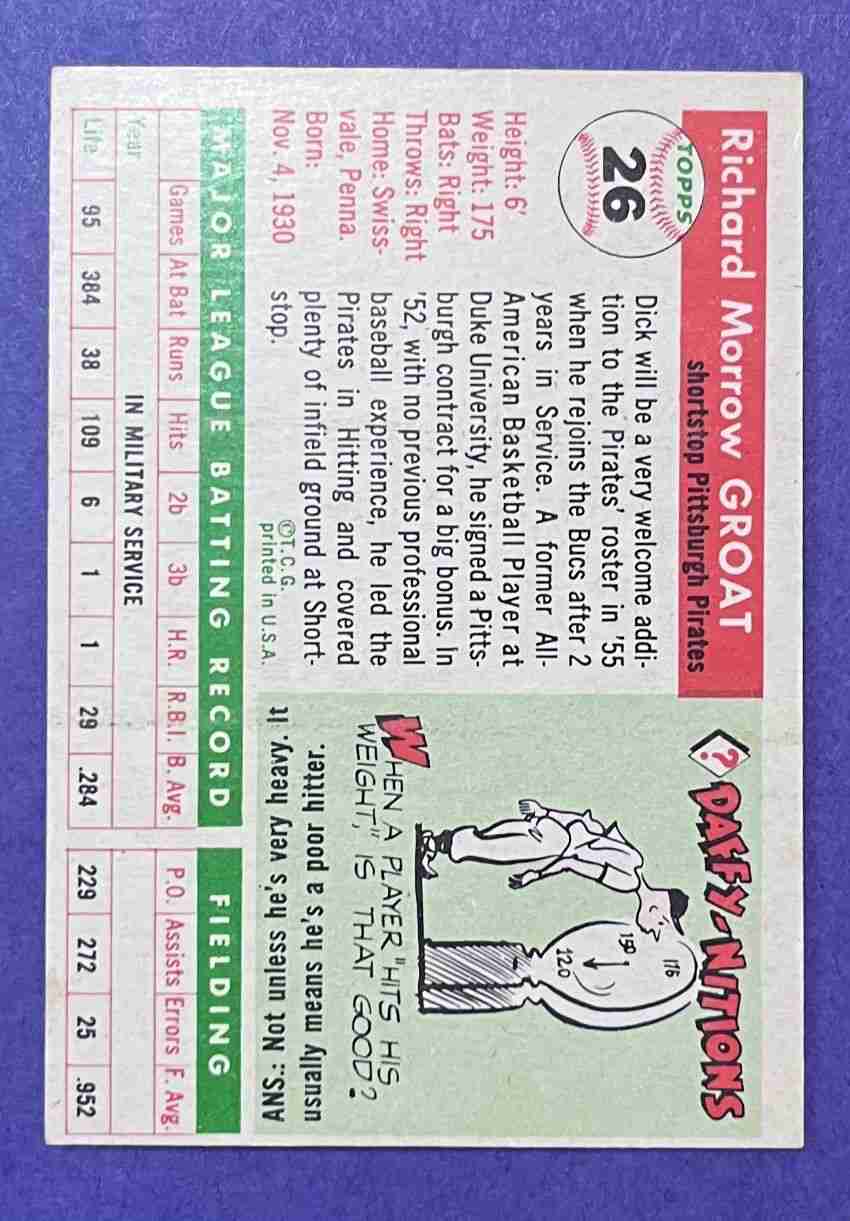 Richard Morrow GROAT
shortstop Pittsburgh Pirates
TOPPS
26
Height: 6'
Weight: 175
Bats: Right
Throws: Right
Home: Swiss-
vale, Penna.
Born:
Nov. 4, 1930
Dick will be a very welcome addi-
tion to the Pirates' roster in '55
when he rejoins the Bucs after 2
years in Service. A former All-
American Basketball Player at
Duke University, he signed a Pitts-
burgh contract for a big bonus. In
'52, with no previous professional
baseball experience, he led the
Pirates in Hitting and covered
plenty of infield ground at Short-
stop.
©T.C.G.
printed in U.S.A.
? DAFFY-NITIONS
176
150
120
WHEN A PLAYER "HITS HIS
WEIGHT," IS THAT GOOD?
ANS.: Not unless he's very heavy. It
usually means he's a poor hitter.
MAJOR LEAGUE BATTING RECORD FIELDING
Games At Bat Runs Hits 2b 3b H.R. R.B.I. B. Avg. P.O. Assists Errors F. Avg.
Year IN MILITARY SERVICE
Life 95 384 38 109 6 1 1 29 .284 229 272 25 .952